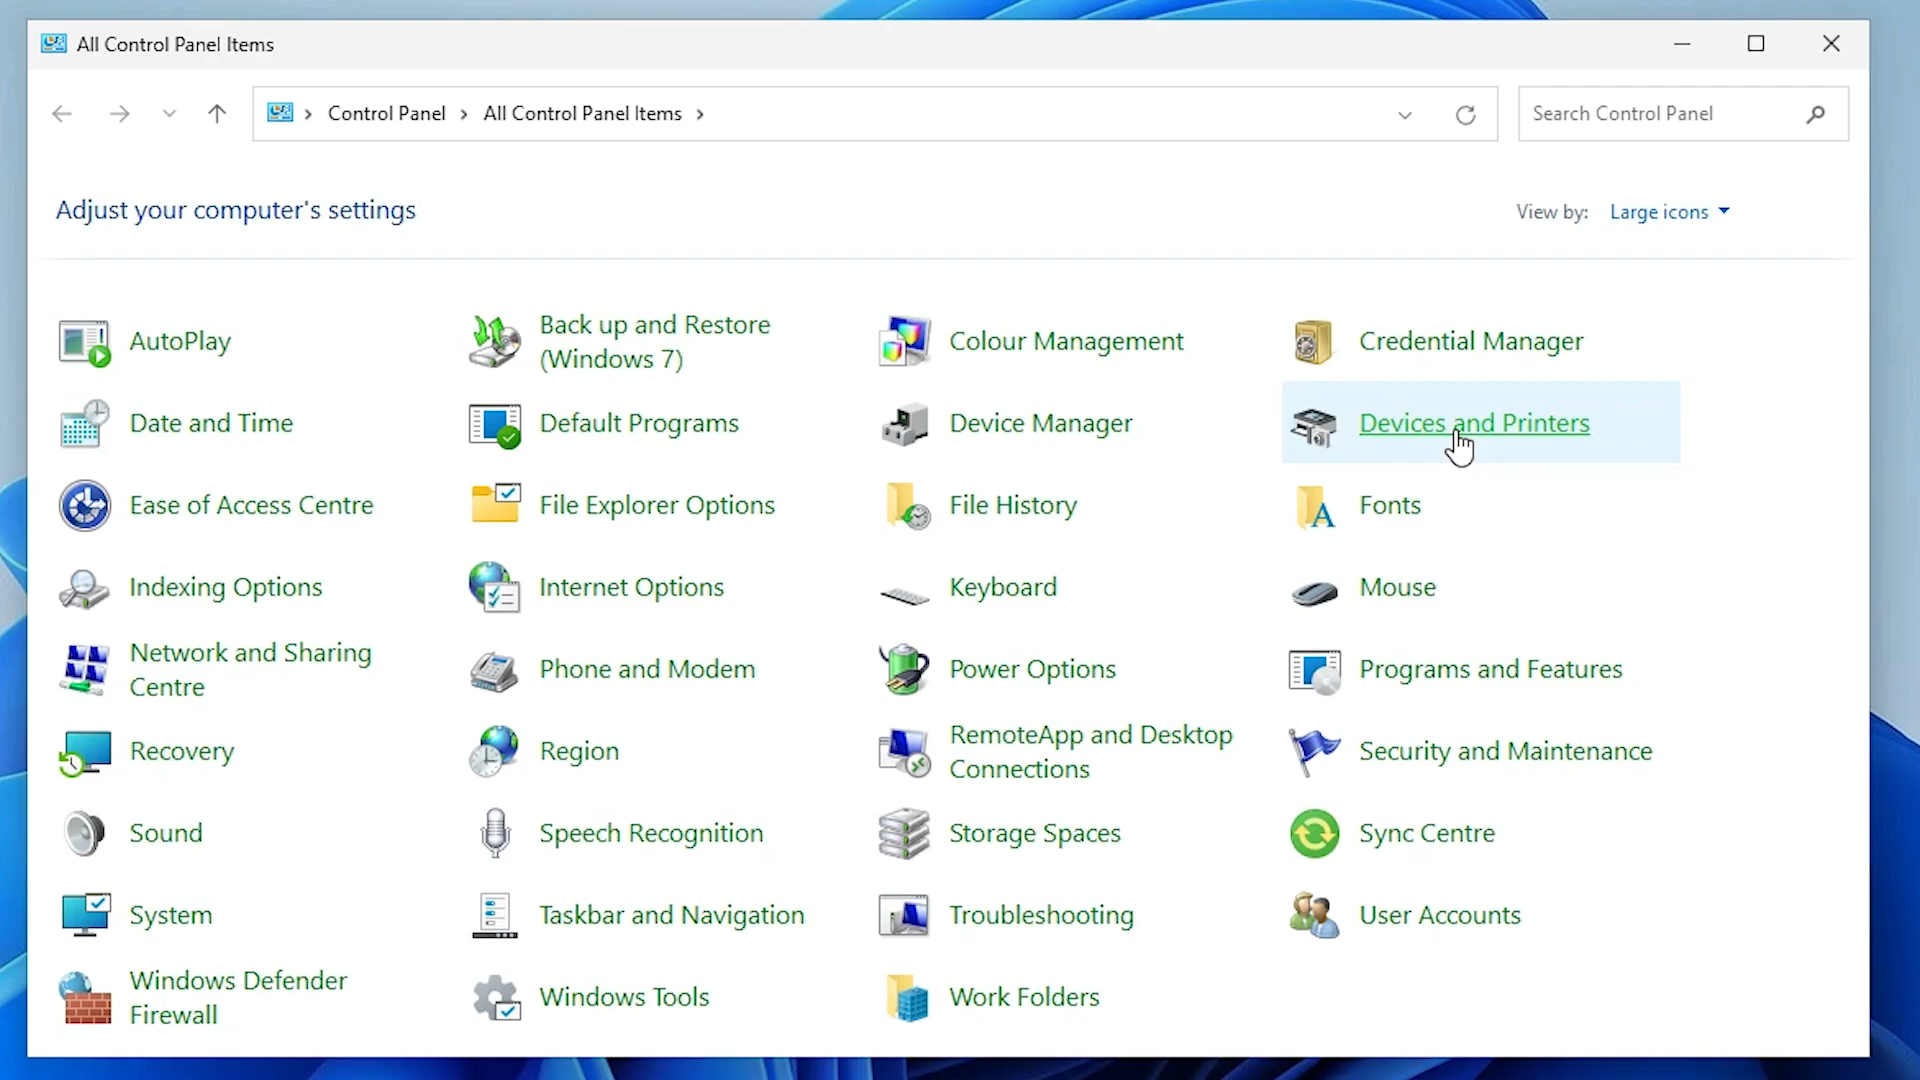 All Control Panel Items
Control Panel
All Control Panel Items
Search Control Panel
Adjust your computer's settings
View by:
Large icons
AutoPlay
Back up and Restore
(Windows 7)
Colour Management
Credential Manager
Date and Time
Default Programs
Device Manager
Devices and Printers
Ease of Access Centre
File Explorer Options
File History
Fonts
Indexing Options
Internet Options
Keyboard
Mouse
Network and Sharing
Centre
Phone and Modem
Power Options
Programs and Features
Recovery
Region
RemoteApp and Desktop
Connections
Security and Maintenance
Sound
Speech Recognition
Storage Spaces
Sync Centre
System
Taskbar and Navigation
Troubleshooting
User Accounts
Windows Defender
Firewall
Windows Tools
Work Folders